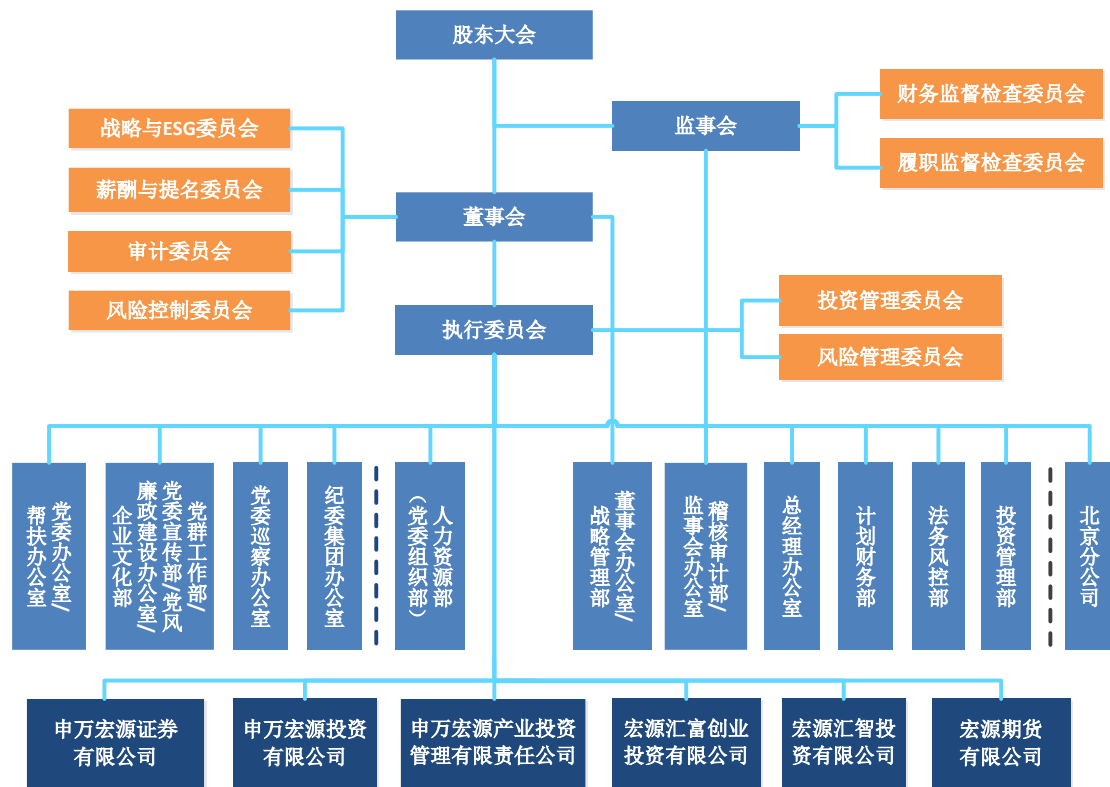 股东大会
监事会
财务监督检查委员会
履职监督检查委员会
战略与ESG委员会
薪酬与提名委员会
审计委员会
风险控制委员会
董事会
执行委员会
投资管理委员会
风险管理委员会
党委办公室/
帮扶办公室
党群工作部/
党委宣传部/党风
廉政建设办公室/
企业文化部
党委巡察办公室
纪委集团办公室
人力资源部
（党委组织部）
董事会办公室/
战略管理部
稽核审计部/
监事会办公室
总经理办公室
计划财务部
法务风控部
投资管理部
北京分公司
申万宏源证券
有限公司
申万宏源投资
有限公司
申万宏源产业投资
管理有限责任公司
宏源汇富创业
投资有限公司
宏源汇智投
资有限公司
宏源期货
有限公司